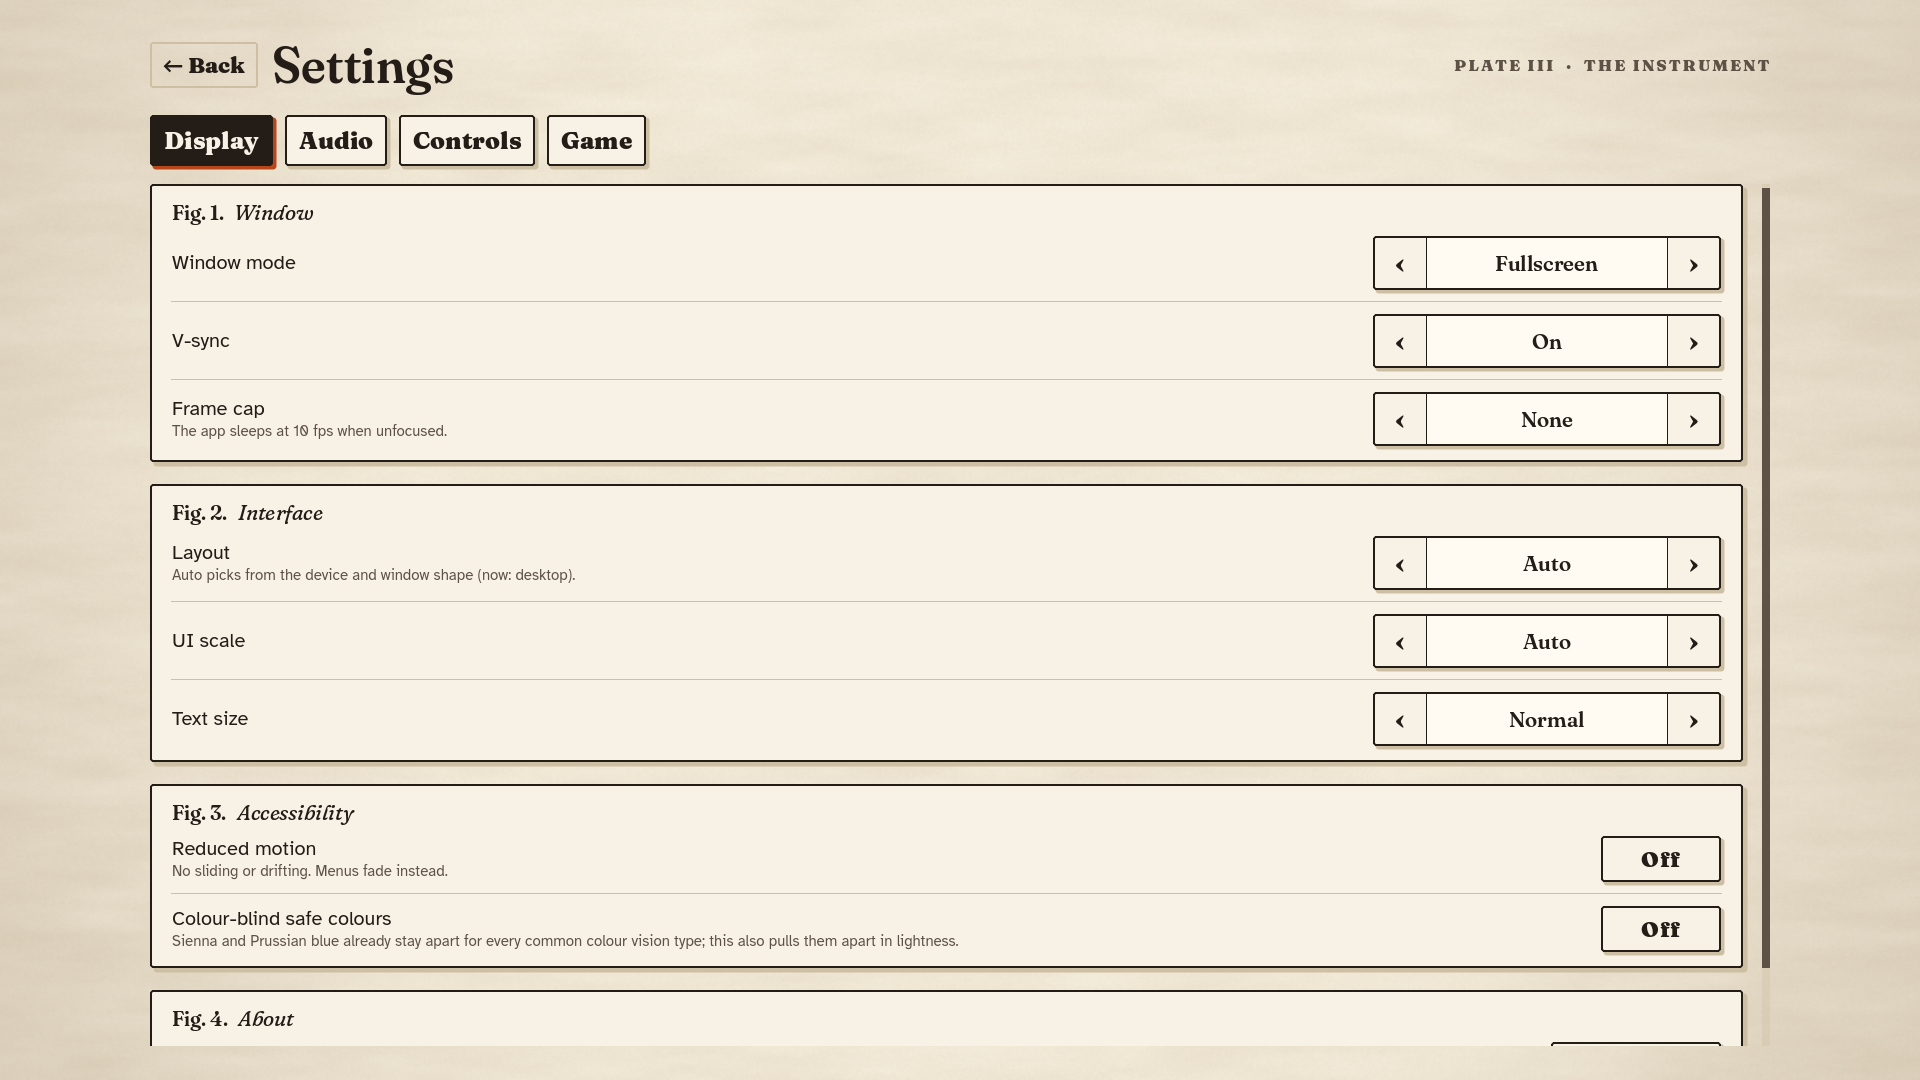 ← Back
Settings
PLATE III • THE INSTRUMENT
Display
Audio
Controls
Game
Fig. 1. Window
Window mode
‹ Fullscreen ›
V-sync
‹ On ›
Frame cap
The app sleeps at 10 fps when unfocused.
‹ None ›
Fig. 2. Interface
Layout
Auto picks from the device and window shape (now: desktop).
‹ Auto ›
UI scale
‹ Auto ›
Text size
‹ Normal ›
Fig. 3. Accessibility
Reduced motion
No sliding or drifting. Menus fade instead.
Off
Colour-blind safe colours
Sienna and Prussian blue already stay apart for every common colour vision type; this also pulls them apart in lightness.
Off
Fig. 4. About